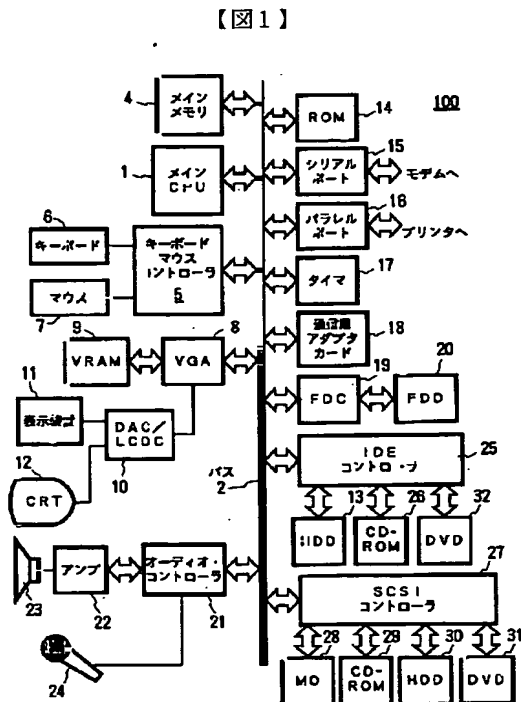 【図1】
100
4
メイン
メモリ
1
メイン
CPU
6
キーボード
マウス
7
キーボード
マウス
コントローラ
5
9
VRAM
8
VGA
11
DAC/
LCDC
10
12
CRT
バス
2
23
アンプ
22
オーディオ・
コントローラ
21
24
ROM
14
シリアル
ポート
15
モデムへ
パラレル
ポート
16
プリンタへ
タイマ
17
アダプタ
カード
18
FDC
19
FDD
20
IDE
コントローラ
25
HDD
13
CD-
ROM
26
DVD
32
SCSI
コントローラ
27
MO
28
CD-
ROM
29
HDD
30
DVD
31